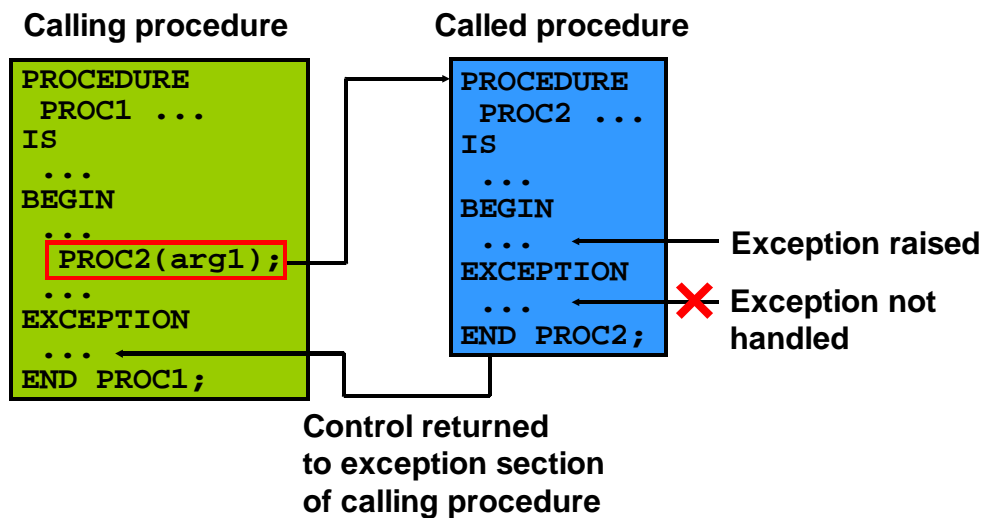 Calling procedure
PROCEDURE
PROC1 ...
IS
...
BEGIN
...
PROC2(arg1);
...
EXCEPTION
...
END PROC1;
Called procedure
PROCEDURE
PROC2 ...
IS
...
BEGIN
...
EXCEPTION
...
END PROC2;
Exception raised
Exception not
handled
Control returned
to exception section
of calling procedure